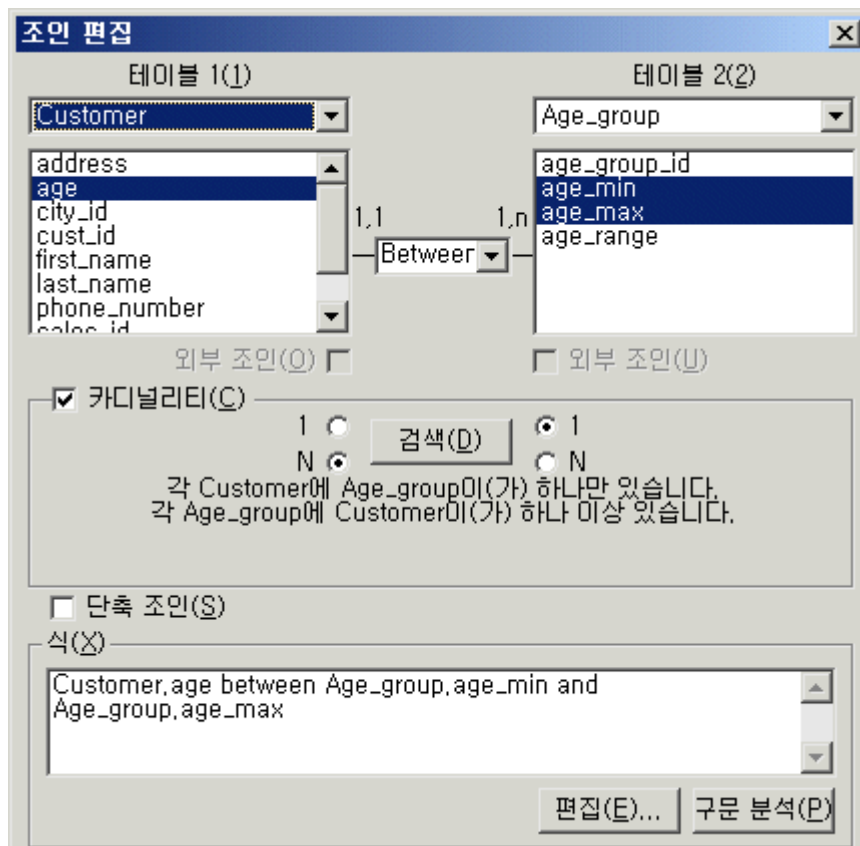 조인 편집
테이블 1(1) 테이블 2(2)
Customer Age_group
address
age
city_id
cust_id
first_name
last_name
phone_number
sales_id
age_group_id
age_min
age_max
age_range
1,1 1,n
Between
외부 조인(O) 외부 조인(U)
카디널리티(C)
1 검색(D) 1
N N
각 Customer에 Age_group이(가) 하나만 있습니다.
각 Age_group에 Customer이(가) 하나 이상 있습니다.
단축 조인(S)
식(X)
Customer.age between Age_group.age_min and
Age_group.age_max
편집(E)... 구문 분석(P)